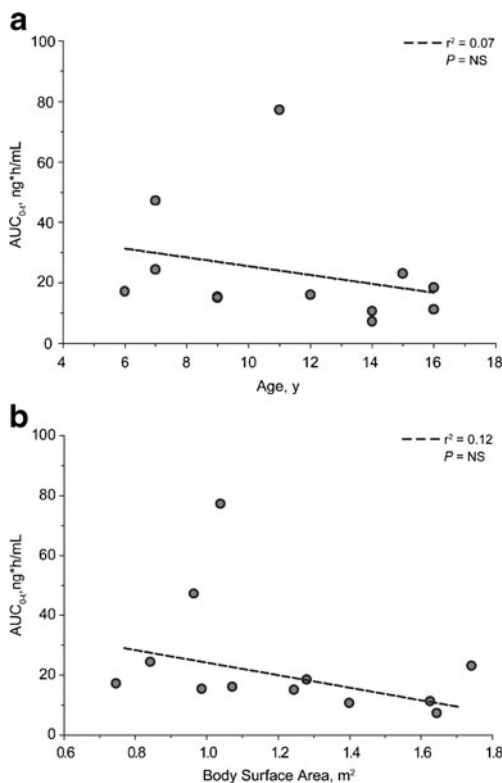 a
r² = 0.07
P = NS
100
80
60
40
20
0
AUC₀₋ₜ, ng*h/mL
4 6 8 10 12 14 16 18
Age, y
b
r² = 0.12
P = NS
100
80
60
40
20
0
AUC₀₋ₜ,ng*h/mL
0.6 0.8 1.0 1.2 1.4 1.6 1.8
Body Surface Area, m²